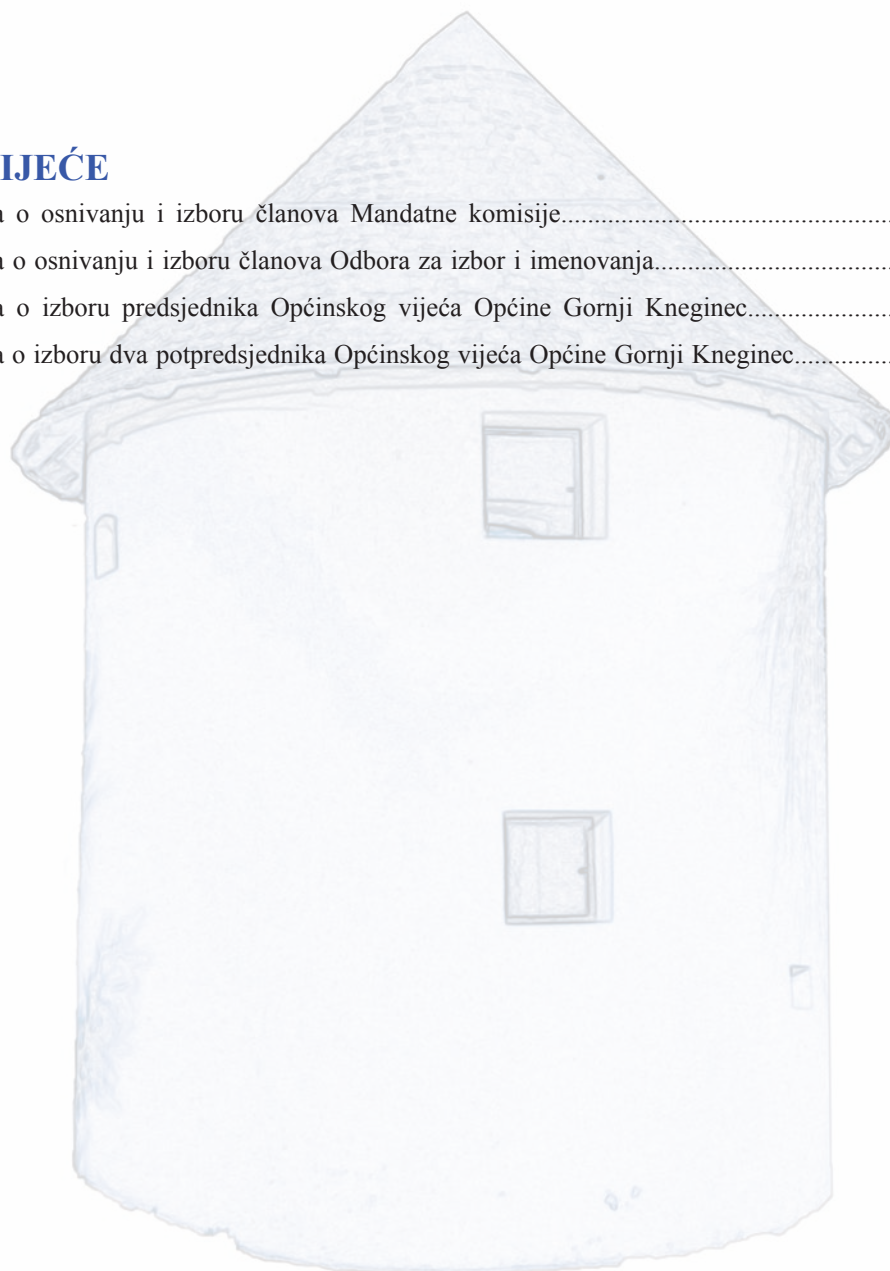 IJEĆE
a o osnivanju i izboru članova Mandatne komisije..........................................................................
a o osnivanju i izboru članova Odbora za izbor i imenovanja....................................................
a o izboru predsjednika Općinskog vijeća Općine Gornji Kneginec................................
a o izboru dva potpredsjednika Općinskog vijeća Općine Gornji Kneginec......................